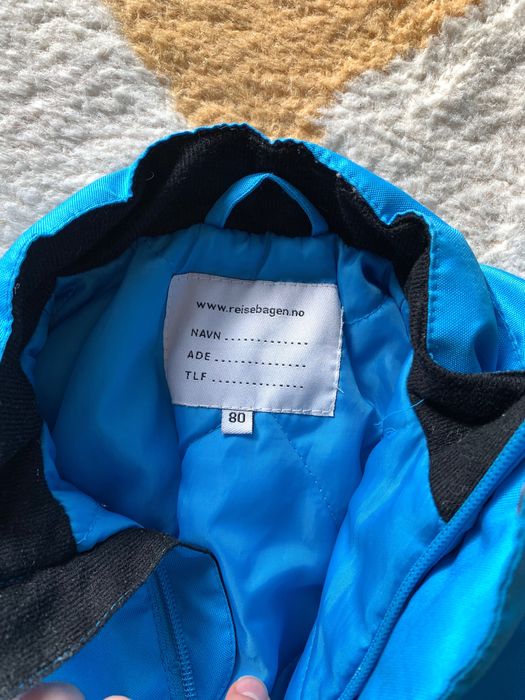 www.reisebagen.no
NAVN ............
ADE ..............
TLF ..............
80